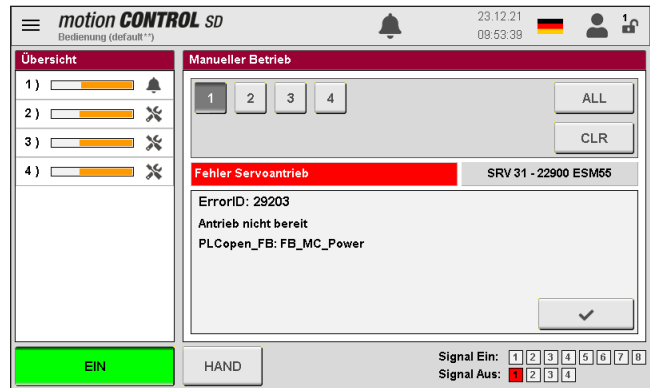 motion CONTROL SD
Bedienung (default^*)
23.12.21
09:53:39
1
Übersicht
1)
2)
3)
4)
Manueller Betrieb
1 2 3 4
ALL
CLR
Fehler Servoantrieb
SRV 31 - 22900 ESM55
ErrorID: 29203
Antrieb nicht bereit
PLCopen_FB: FB_MC_Power
EIN
HAND
Signal Ein: 1 2 3 4 5 6 7 8
Signal Aus: 1 2 3 4